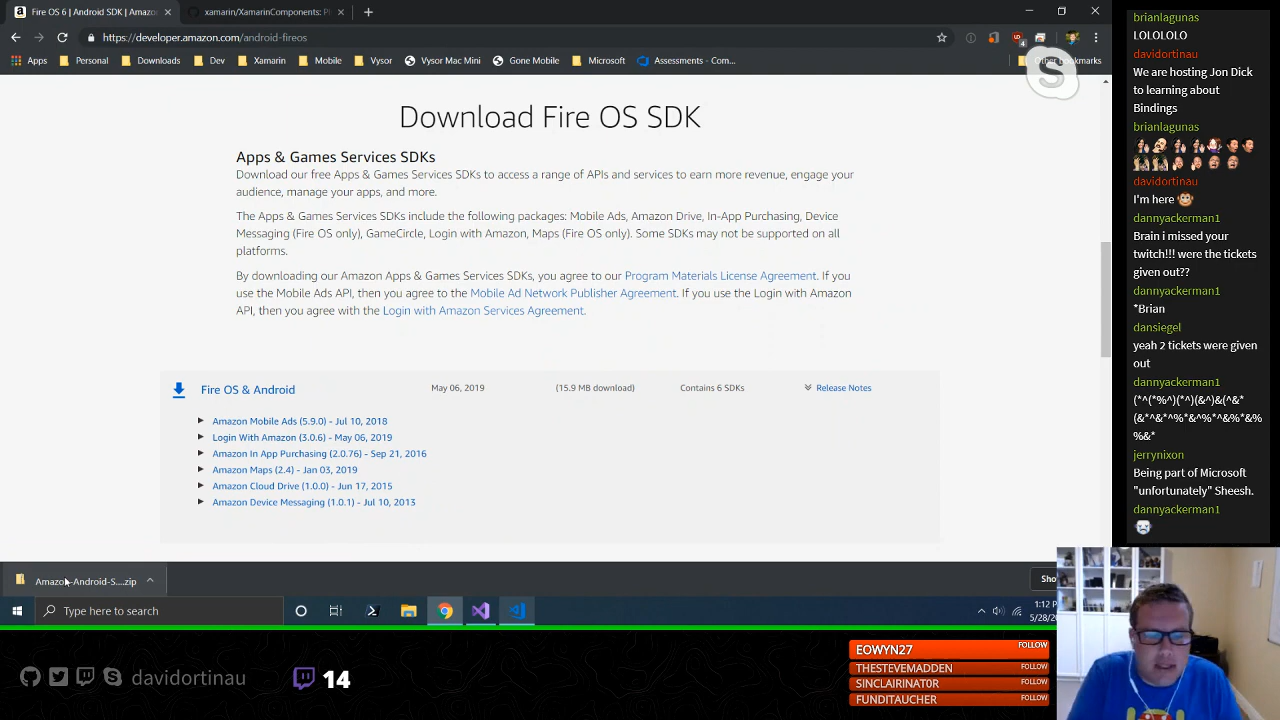 Fire OS 6 | Android SDK | Amazon
xamarin/XamarinComponents: Pl
https://developer.amazon.com/android-fireos
Apps
Personal
Downloads
Dev
Xamarin
Mobile
Vysor
Vysor Mac Mini
Gone Mobile
Microsoft
Assessments - Com...
Other Bookmarks
Download Fire OS SDK
Apps & Games Services SDKs
Download our free Apps & Games Services SDKs to access a range of APIs and services to earn more revenue, engage your
audience, manage your apps, and more.
The Apps & Games Services SDKs include the following packages: Mobile Ads, Amazon Drive, In-App Purchasing, Device
Messaging (Fire OS only), GameCircle, Login with Amazon, Maps (Fire OS only). Some SDKs may not be supported on all
platforms.
By downloading our Amazon Apps & Games Services SDKs, you agree to our Program Materials License Agreement. If you
use the Mobile Ads API, then you agree to the Mobile Ad Network Publisher Agreement. If you use the Login with Amazon
API, then you agree with the Login with Amazon Services Agreement.
Fire OS & Android May 06, 2019 (15.9 MB download) Contains 6 SDKs Release Notes
Amazon Mobile Ads (5.9.0) - Jul 10, 2018
Login With Amazon (3.0.6) - May 06, 2019
Amazon In App Purchasing (2.0.76) - Sep 21, 2016
Amazon Maps (2.4) - Jan 03, 2019
Amazon Cloud Drive (1.0.0) - Jun 17, 2015
Amazon Device Messaging (1.0.1) - Jul 10, 2013
Amazon-Android-S....zip
Sho
Type here to search
1:12 P
5/28/20
brianlagunas
LOLOLOLO
davidortinau
We are hosting Jon Dick
to learning about
Bindings
brianlagunas
davidortinau
I'm here
dannyackerman1
Brain i missed your
twitch!!! were the tickets
given out??
dannyackerman1
*Brian
dansiegel
yeah 2 tickets were given
out
dannyackerman1
(*^(*%^)(*^)(&^)&(^&*
(&*^&*^%*&^%*^&%*&%
%&*
jerrynixon
Being part of Microsoft
"unfortunately" Sheesh.
dannyackerman1
davidortinau
14
EOWYN27 FOLLOW
THESTEVEMADDEN FOLLOW
SINCLAIRINAT0R FOLLOW
FUNDITAUCHER FOLLOW